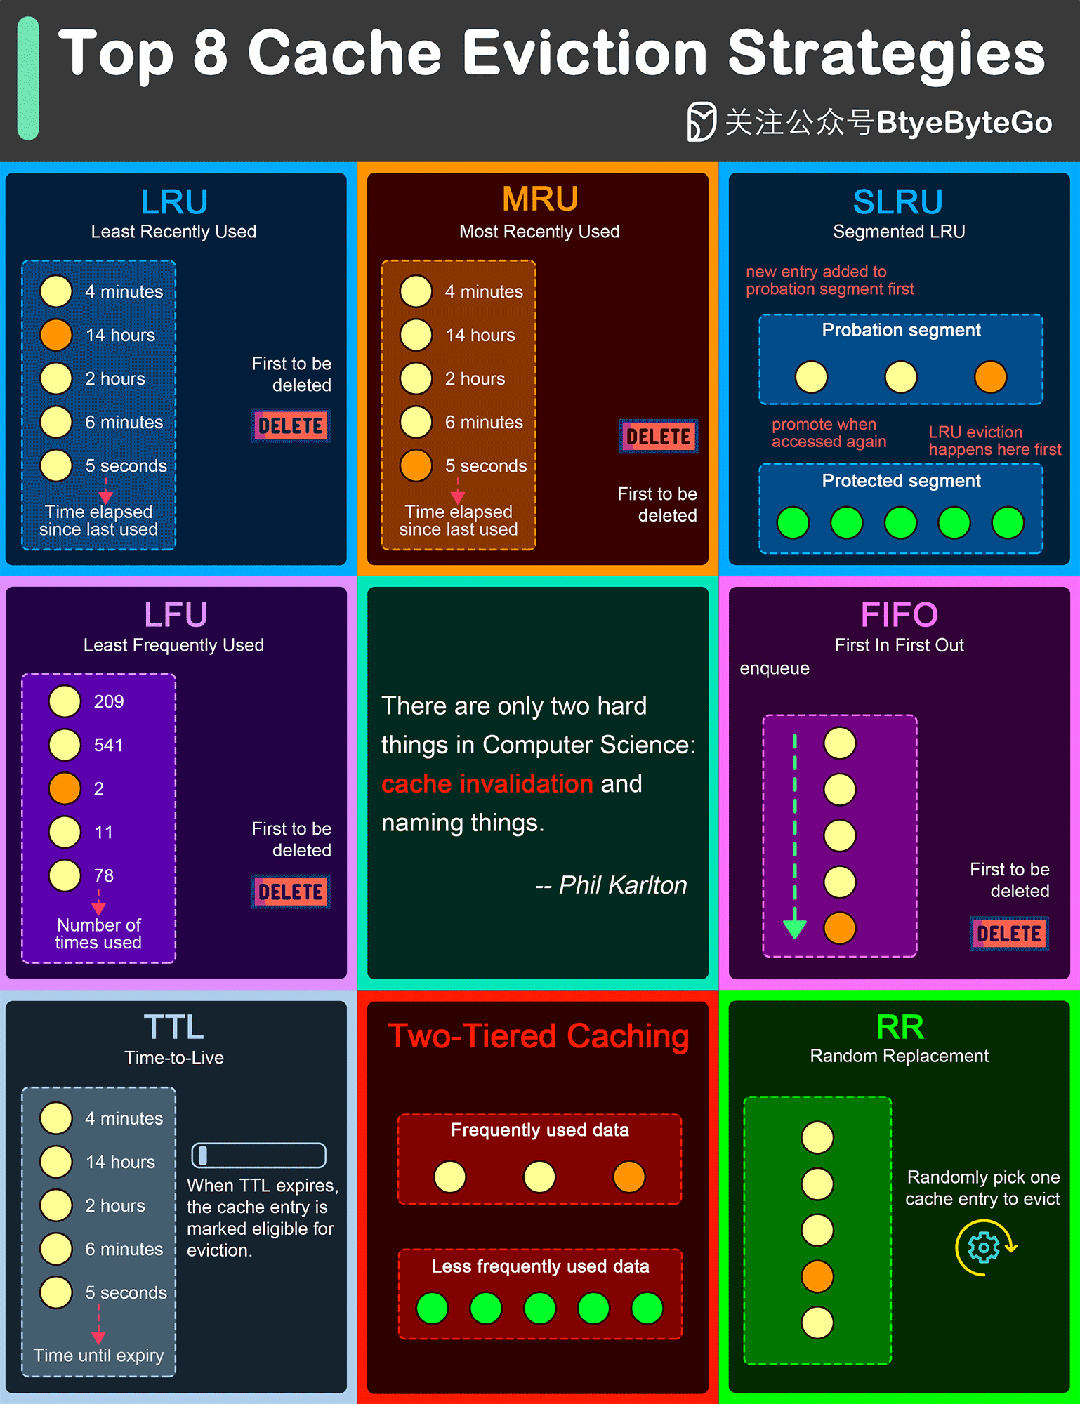 Top 8 Cache Eviction Strategies
关注公众号BtyeByteGo
LRU
Least Recently Used
4 minutes
14 hours
2 hours
6 minutes
5 seconds
Time elapsed
since last used
First to be
deleted
DELETE
MRU
Most Recently Used
4 minutes
14 hours
2 hours
6 minutes
5 seconds
Time elapsed
since last used
DELETE
First to be
deleted
SLRU
Segmented LRU
new entry added to
probation segment first
Probation segment
promote when
accessed again
LRU eviction
happens here first
Protected segment
LFU
Least Frequently Used
209
541
2
11
78
Number of
times used
First to be
deleted
DELETE
There are only two hard
things in Computer Science:
cache invalidation and
naming things.
-- Phil Karlton
FIFO
First In First Out
enqueue
First to be
deleted
DELETE
TTL
Time-to-Live
4 minutes
14 hours
2 hours
6 minutes
5 seconds
Time until expiry
When TTL expires,
the cache entry is
marked eligible for
eviction.
Two-Tiered Caching
Frequently used data
Less frequently used data
RR
Random Replacement
Randomly pick one
cache entry to evict